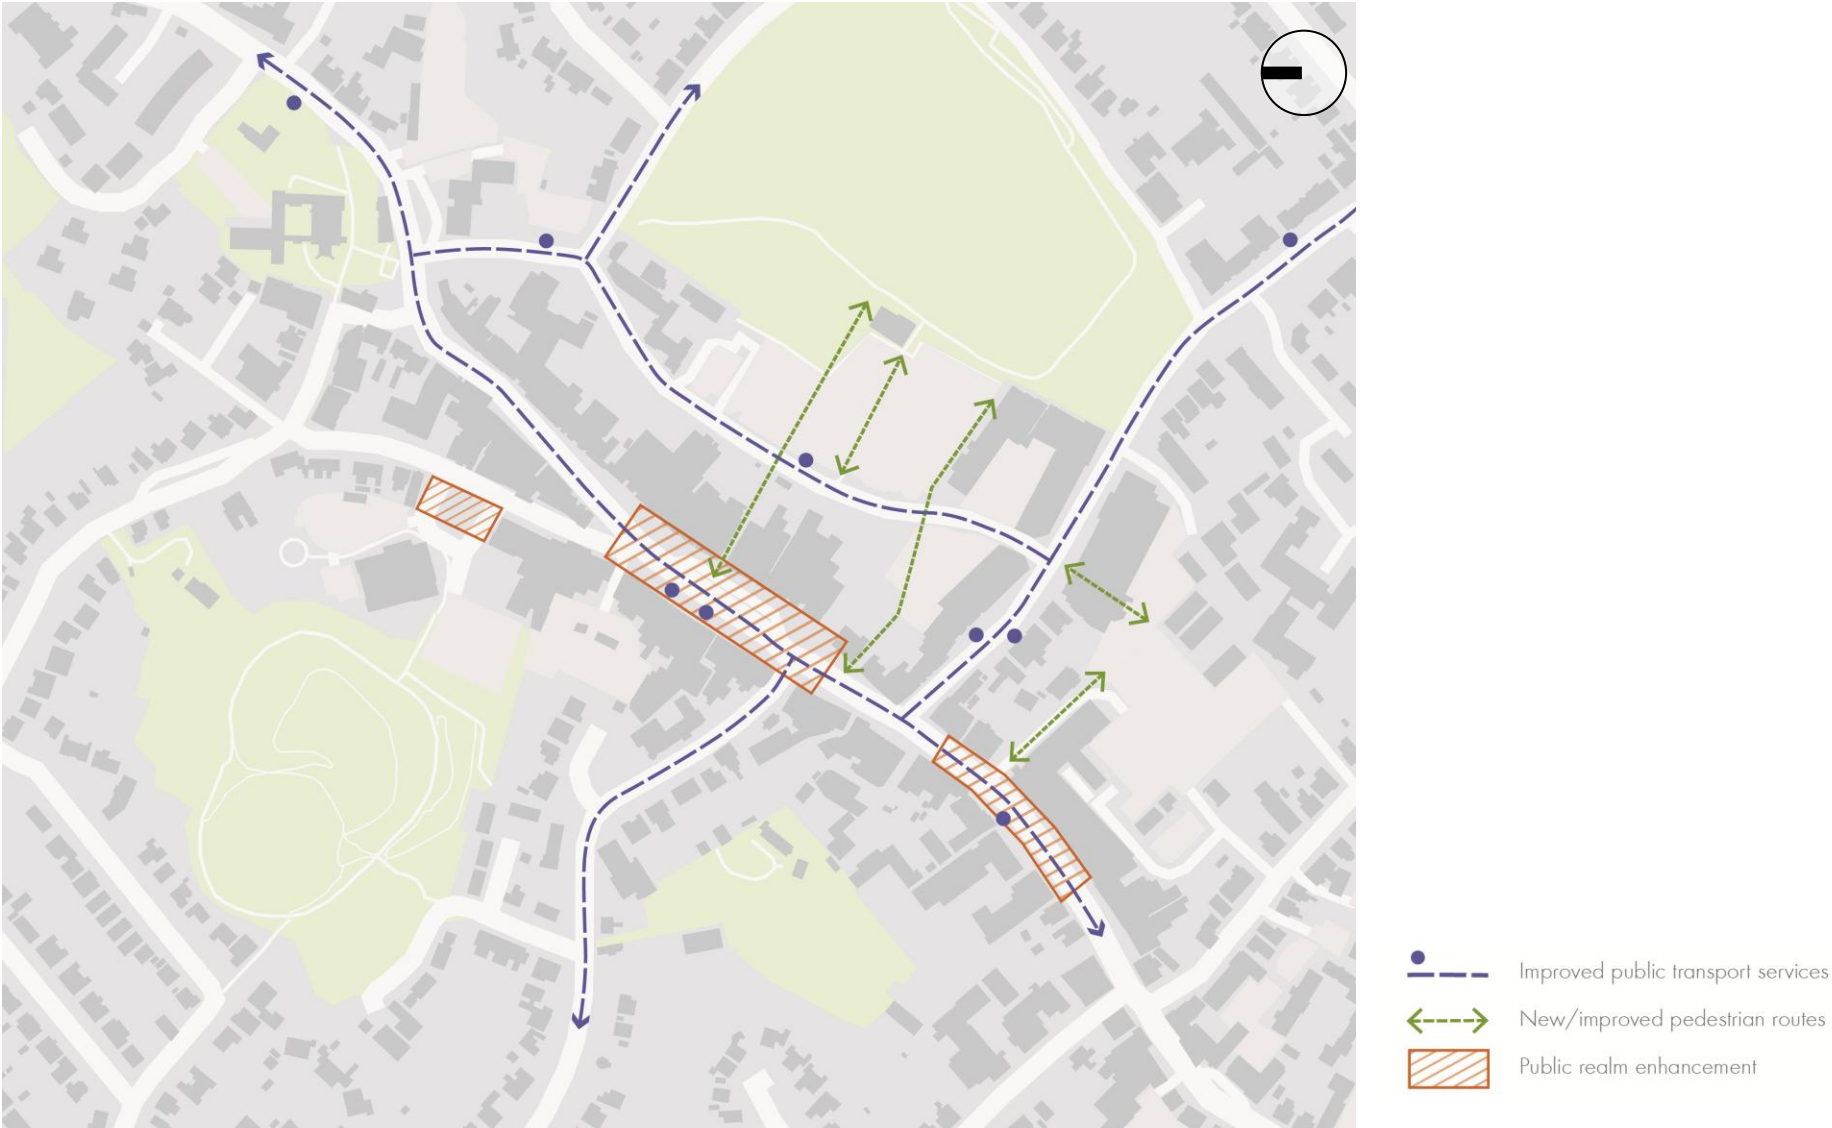 Improved public transport services
New/improved pedestrian routes
Public realm enhancement